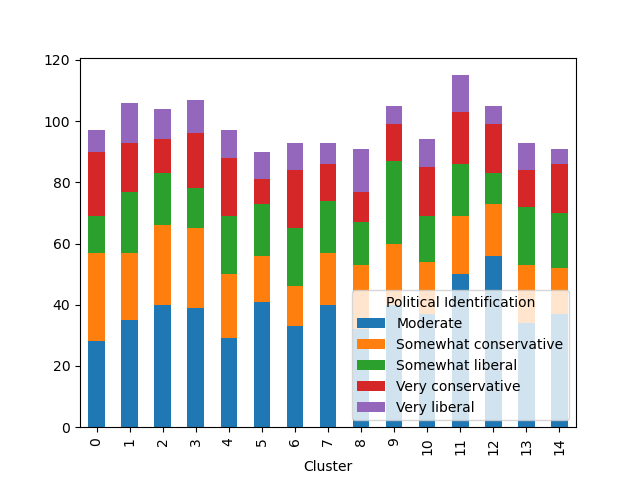 120
100
80
60
40
20
0
Political Identification
Moderate
Somewhat conservative
Somewhat liberal
Very conservative
Very liberal
0 1 2 3 4 5 6 7 8 9 10 11 12 13 14
Cluster